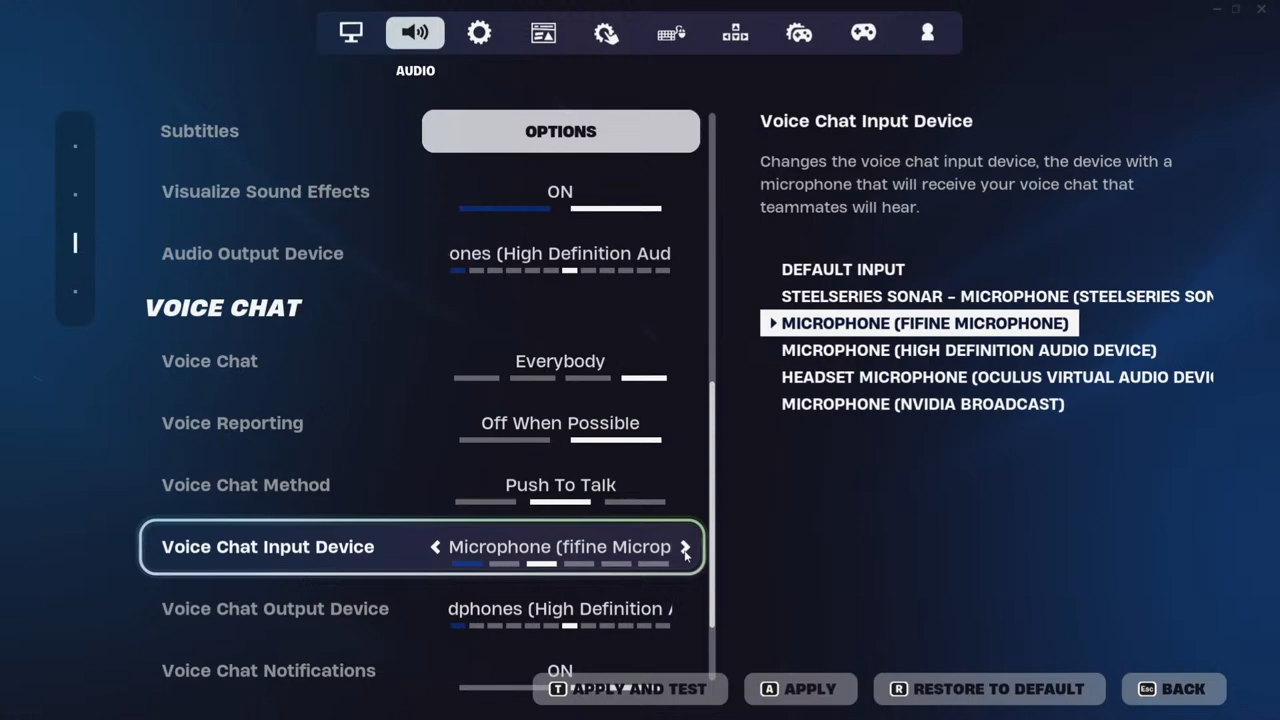 AUDIO
Subtitles
OPTIONS
Visualize Sound Effects
ON
Audio Output Device
ones (High Definition Aud
VOICE CHAT
Voice Chat
Everybody
Voice Reporting
Off When Possible
Voice Chat Method
Push To Talk
Voice Chat Input Device
Microphone (fifine Microp
Voice Chat Output Device
dphones (High Definition
Voice Chat Notifications
ON
Voice Chat Input Device
Changes the voice chat input device, the device with a
microphone that will receive your voice chat that
teammates will hear.
DEFAULT INPUT
STEELSERIES SONAR - MICROPHONE (STEELSERIES SON
MICROPHONE (FIFINE MICROPHONE)
MICROPHONE (HIGH DEFINITION AUDIO DEVICE)
HEADSET MICROPHONE (OCULUS VIRTUAL AUDIO DEVIC
MICROPHONE (NVIDIA BROADCAST)
T APPLY AND TEST
A APPLY
R RESTORE TO DEFAULT
Esc BACK